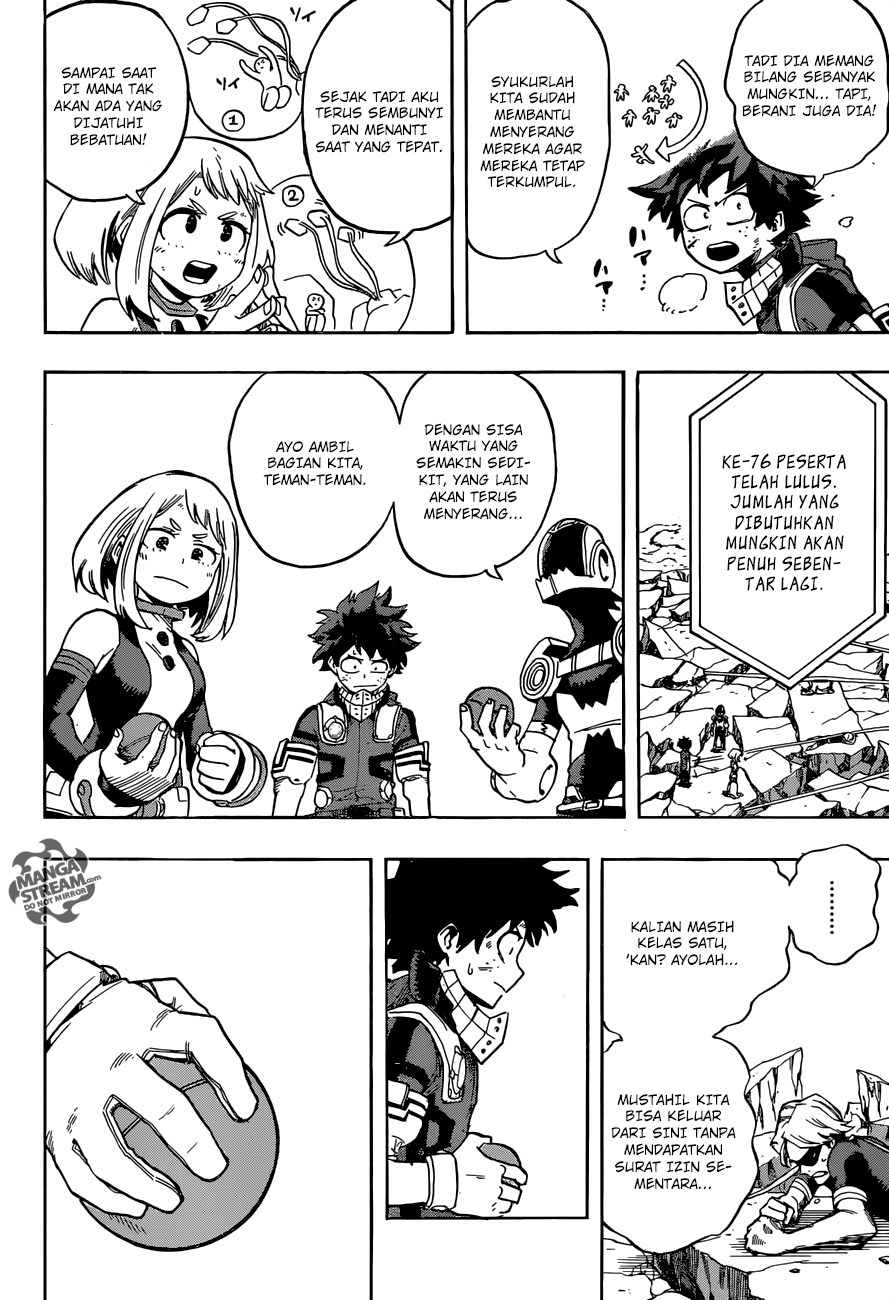 TADI DIA MEMANG
BILANG SEBANYAK
MUNGKIN... TAPI,
BERANI JUGA DIA!
SYUKURLAH
KITA SUDAH
MEMBANTU
MENYERANG
MEREKA AGAR
MEREKA TETAP
TERKUMPUL.
SEJAK TADI AKU
TERUS SEMBUNYI
DAN MENANTI
SAAT YANG TEPAT.
SAMPAI SAAT
DI MANA TAK
AKAN ADA YANG
DIJATUHI
BEBATUAN!
1
2
KE-76 PESERTA
TELAH LULUS.
JUMLAH YANG
DIBUTUHKAN
MUNGKIN AKAN
PENUH SEBEN-
TAR LAGI.
DENGAN SISA
WAKTU YANG
SEMAKIN SEDI-
KIT, YANG LAIN
AKAN TERUS
MENYERANG...
AYO AMBIL
BAGIAN KITA,
TEMAN-TEMAN.
.........
KALIAN MASIH
KELAS SATU,
'KAN? AYOLAH...
MUSTAHIL KITA
BISA KELUAR
DARI SINI TANPA
MENDAPATKAN
SURAT IZIN SE-
MENTARA...
MANGA
STREAM.com
DO NOT MIRROR